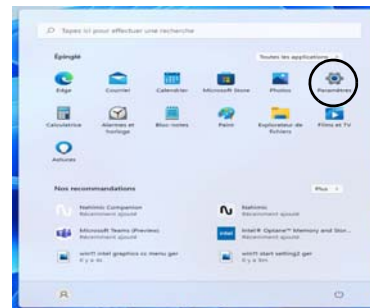 Tapez ici pour effectuer une recherche
Épinglé
Toutes les applications >
Edge
Courrier
Calendrier
Microsoft Store
Photos
Paramètres
Calculatrice
Alarmes et horloge
Bloc-notes
Paint
Explorateur de fichiers
Films et TV
Astuces
Nos recommandations
Plus >
Nahimic Companion
Récemment ajouté
Nahimic
Récemment ajouté
Microsoft Teams (Preview)
Récemment ajouté
intel
Intel® Optane™ Memory and Stor...
Récemment ajouté
win11 intel graphics cc menu ger
Il y a 4s
win11 start setting2 ger